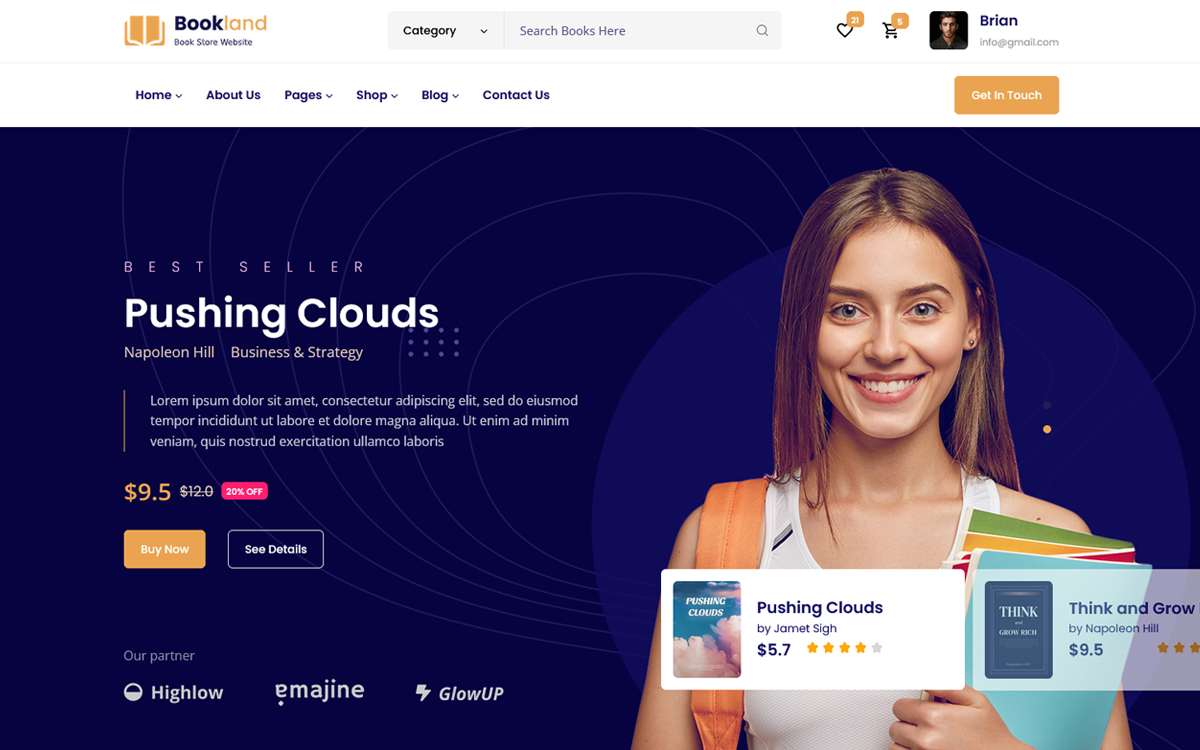 Bookland
Book Store Website
Category
Search Books Here
21
5
Brian
info@gmail.com
Home
About Us
Pages
Shop
Blog
Contact Us
Get In Touch
BEST SELLER
Pushing Clouds
Napoleon Hill Business & Strategy
Lorem ipsum dolor sit amet, consectetur adipiscing elit, sed do eiusmod
tempor incididunt ut labore et dolore magna aliqua. Ut enim ad minim
veniam, quis nostrud exercitation ullamco laboris
$9.5 $12.0 20% OFF
Buy Now
See Details
Our partner
Highlow
amajine
GlowUP
PUSHING
CLOUDS
Pushing Clouds
by Jamet Sigh
$5.7
THINK
and
GROW RICH
Think and Grow
by Napoleon Hill
$9.5